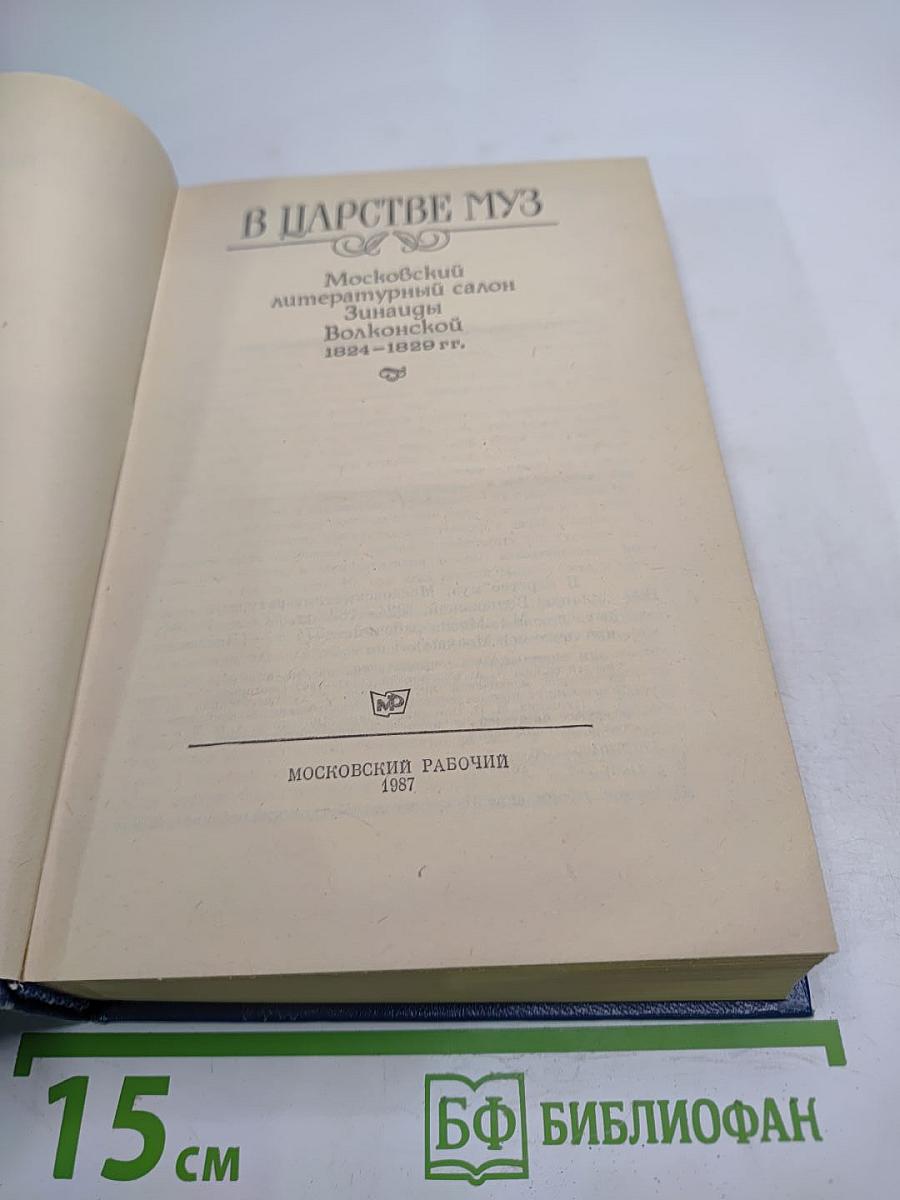 В ЦАРСТВЕ МУЗ
Московский
литературный салон
Зинаиды
Волконской
1824–1829 гг.
МР
МОСКОВСКИЙ РАБОЧИЙ
1987
15 см
БФ БИБЛИОФАН